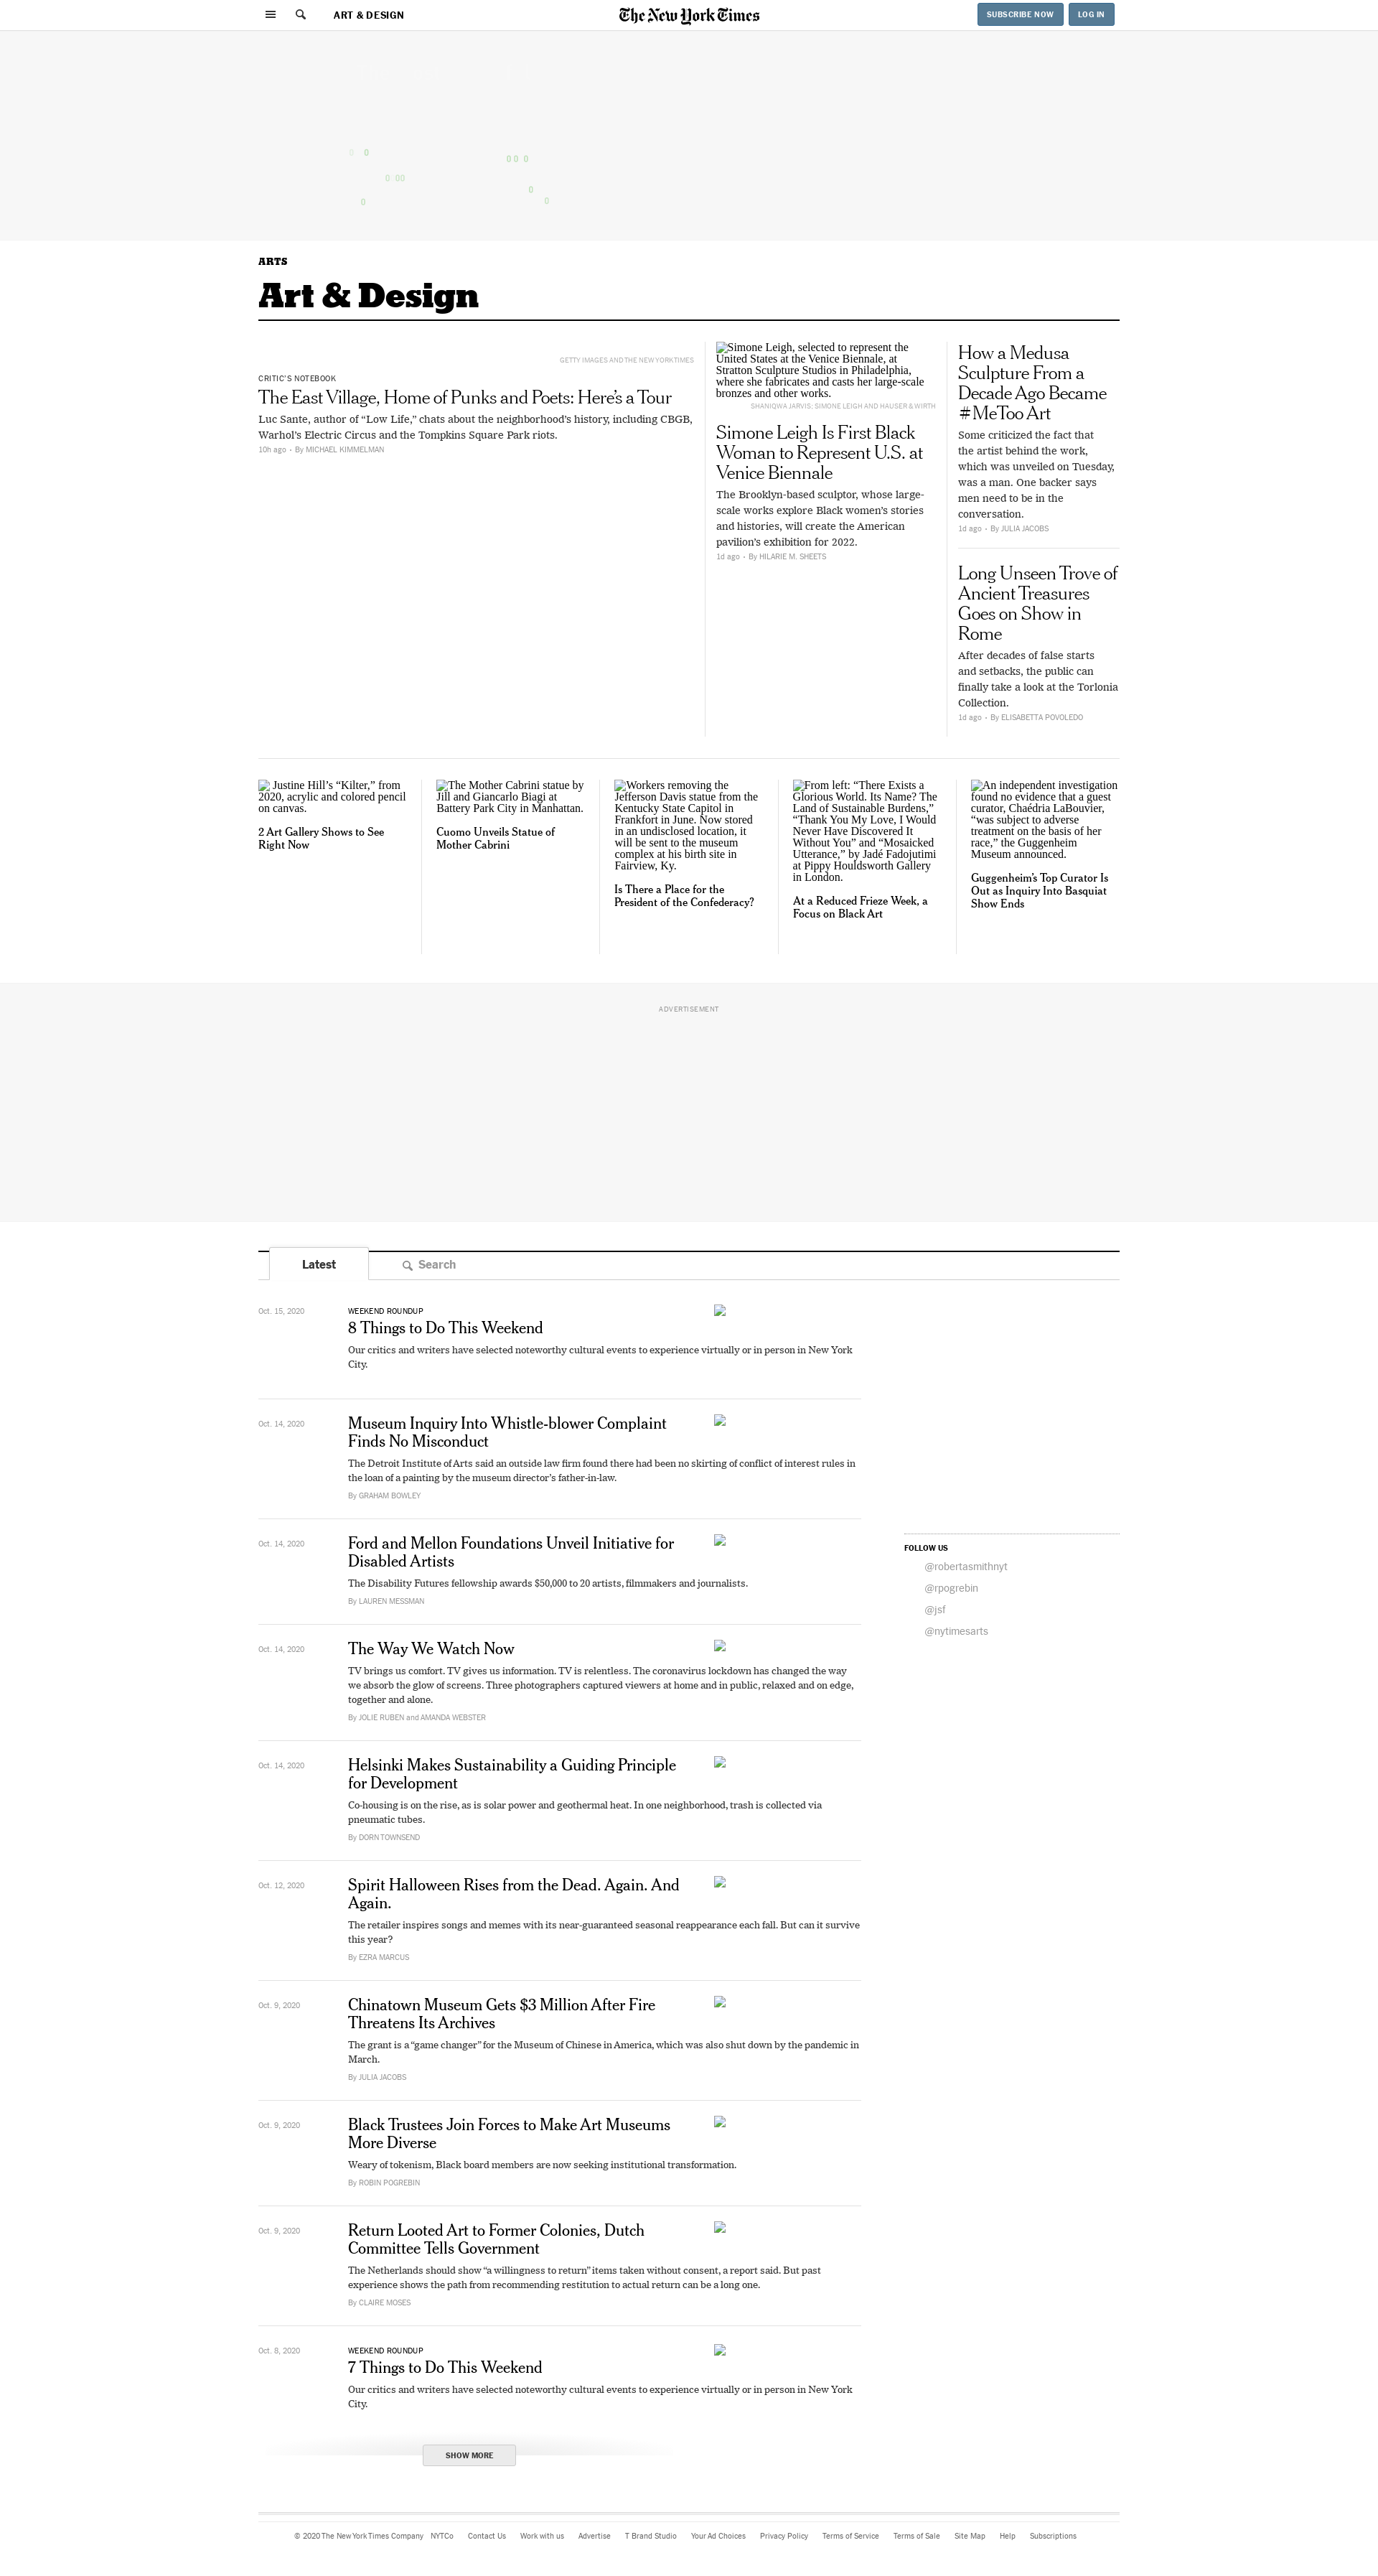 ART & DESIGN
The New York Times
SUBSCRIBE NOW
LOG IN
0 0
0 0 0
0 00
0
0
0
ARTS
Art & Design
GETTY IMAGES AND THE NEW YORK TIMES
CRITIC'S NOTEBOOK
The East Village, Home of Punks and Poets: Here’s a Tour
Luc Sante, author of “Low Life,” chats about the neighborhood’s history, including CBGB,
Warhol’s Electric Circus and the Tompkins Square Park riots.
10h ago • By MICHAEL KIMMELMAN
Simone Leigh, selected to represent the
United States at the Venice Biennale, at
Stratton Sculpture Studios in Philadelphia,
where she fabricates and casts her large-scale
bronzes and other works.
SHANIQWA JARVIS; SIMONE LEIGH AND HAUSER & WIRTH
Simone Leigh Is First Black
Woman to Represent U.S. at
Venice Biennale
The Brooklyn-based sculptor, whose large-
scale works explore Black women’s stories
and histories, will create the American
pavilion’s exhibition for 2022.
1d ago • By HILARIE M. SHEETS
How a Medusa
Sculpture From a
Decade Ago Became
#MeToo Art
Some criticized the fact that
the artist behind the work,
which was unveiled on Tuesday,
was a man. One backer says
men need to be in the
conversation.
1d ago • By JULIA JACOBS
Long Unseen Trove of
Ancient Treasures
Goes on Show in
Rome
After decades of false starts
and setbacks, the public can
finally take a look at the Torlonia
Collection.
1d ago • By ELISABETTA POVOLEDO
Justine Hill’s “Kilter,” from
2020, acrylic and colored pencil
on canvas.
2 Art Gallery Shows to See
Right Now
The Mother Cabrini statue by
Jill and Giancarlo Biagi at
Battery Park City in Manhattan.
Cuomo Unveils Statue of
Mother Cabrini
Workers removing the
Jefferson Davis statue from the
Kentucky State Capitol in
Frankfort in June. Now stored
in an undisclosed location, it
will be sent to the museum
complex at his birth site in
Fairview, Ky.
Is There a Place for the
President of the Confederacy?
From left: “There Exists a
Glorious World. Its Name? The
Land of Sustainable Burdens,”
“Thank You My Love, I Would
Never Have Discovered It
Without You” and “Mosaicked
Utterance,” by Jadé Fadojutimi
at Pippy Houldsworth Gallery
in London.
At a Reduced Frieze Week, a
Focus on Black Art
An independent investigation
found no evidence that a guest
curator, Chaédria LaBouvier,
“was subject to adverse
treatment on the basis of her
race,” the Guggenheim
Museum announced.
Guggenheim’s Top Curator Is
Out as Inquiry Into Basquiat
Show Ends
ADVERTISEMENT
Latest
Search
Oct. 15, 2020
WEEKEND ROUNDUP
8 Things to Do This Weekend
Our critics and writers have selected noteworthy cultural events to experience virtually or in person in New York
City.
Oct. 14, 2020
Museum Inquiry Into Whistle-blower Complaint
Finds No Misconduct
The Detroit Institute of Arts said an outside law firm found there had been no skirting of conflict of interest rules in
the loan of a painting by the museum director’s father-in-law.
By GRAHAM BOWLEY
Oct. 14, 2020
Ford and Mellon Foundations Unveil Initiative for
Disabled Artists
The Disability Futures fellowship awards $50,000 to 20 artists, filmmakers and journalists.
By LAUREN MESSMAN
Oct. 14, 2020
The Way We Watch Now
TV brings us comfort. TV gives us information. TV is relentless. The coronavirus lockdown has changed the way
we absorb the glow of screens. Three photographers captured viewers at home and in public, relaxed and on edge,
together and alone.
By JOLIE RUBEN and AMANDA WEBSTER
Oct. 14, 2020
Helsinki Makes Sustainability a Guiding Principle
for Development
Co-housing is on the rise, as is solar power and geothermal heat. In one neighborhood, trash is collected via
pneumatic tubes.
By DORN TOWNSEND
Oct. 12, 2020
Spirit Halloween Rises from the Dead. Again. And
Again.
The retailer inspires songs and memes with its near-guaranteed seasonal reappearance each fall. But can it survive
this year?
By EZRA MARCUS
Oct. 9, 2020
Chinatown Museum Gets $3 Million After Fire
Threatens Its Archives
The grant is a “game changer” for the Museum of Chinese in America, which was also shut down by the pandemic in
March.
By JULIA JACOBS
Oct. 9, 2020
Black Trustees Join Forces to Make Art Museums
More Diverse
Weary of tokenism, Black board members are now seeking institutional transformation.
By ROBIN POGREBIN
Oct. 9, 2020
Return Looted Art to Former Colonies, Dutch
Committee Tells Government
The Netherlands should show “a willingness to return” items taken without consent, a report said. But past
experience shows the path from recommending restitution to actual return can be a long one.
By CLAIRE MOSES
Oct. 8, 2020
WEEKEND ROUNDUP
7 Things to Do This Weekend
Our critics and writers have selected noteworthy cultural events to experience virtually or in person in New York
City.
SHOW MORE
FOLLOW US
@robertasmithnyt
@rpogrebin
@jsf
@nytimesarts
© 2020 The New York Times Company NYTCo Contact Us Work with us Advertise T Brand Studio Your Ad Choices Privacy Policy Terms of Service Terms of Sale Site Map Help Subscriptions